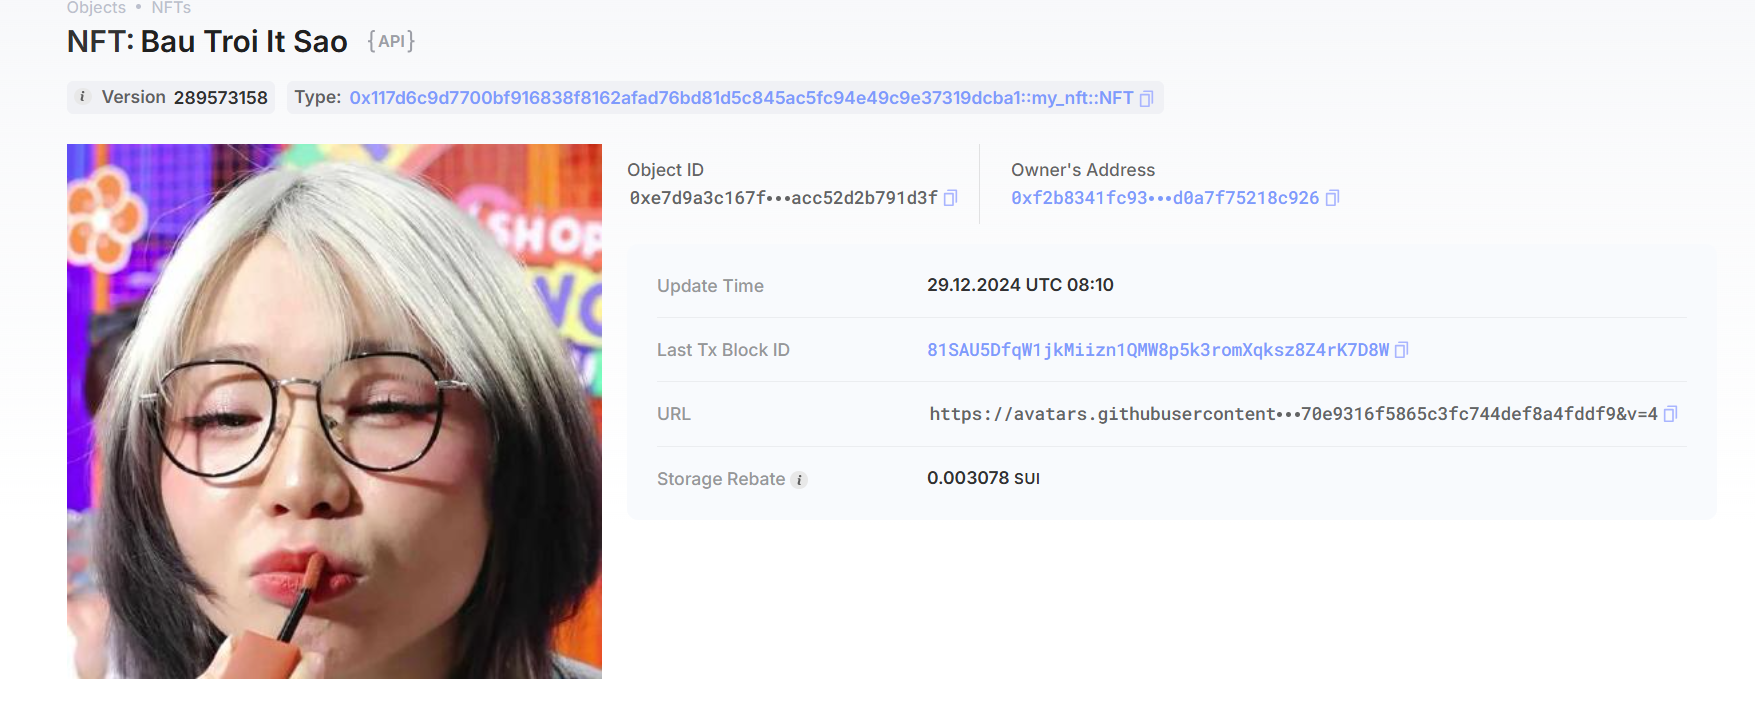 Objects • NFTs
NFT: Bau Troi It Sao {API}
i Version 289573158 Type: 0x117d6c9d7700bf916838f8162afad76bd81d5c845ac5fc94e49c9e37319dcba1::my_nft::NFT
Object ID
0xe7d9a3c167f•••acc52d2b791d3f
Owner's Address
0xf2b8341fc93•••d0a7f75218c926
SHOP
Update Time 29.12.2024 UTC 08:10
Last Tx Block ID 81SAU5DfqW1jkMiizn1QMW8p5k3romXqksz8Z4rK7D8W
URL https://avatars.githubusercontent•••70e9316f5865c3fc744def8a4fddf9&v=4
Storage Rebate i 0.003078 SUI